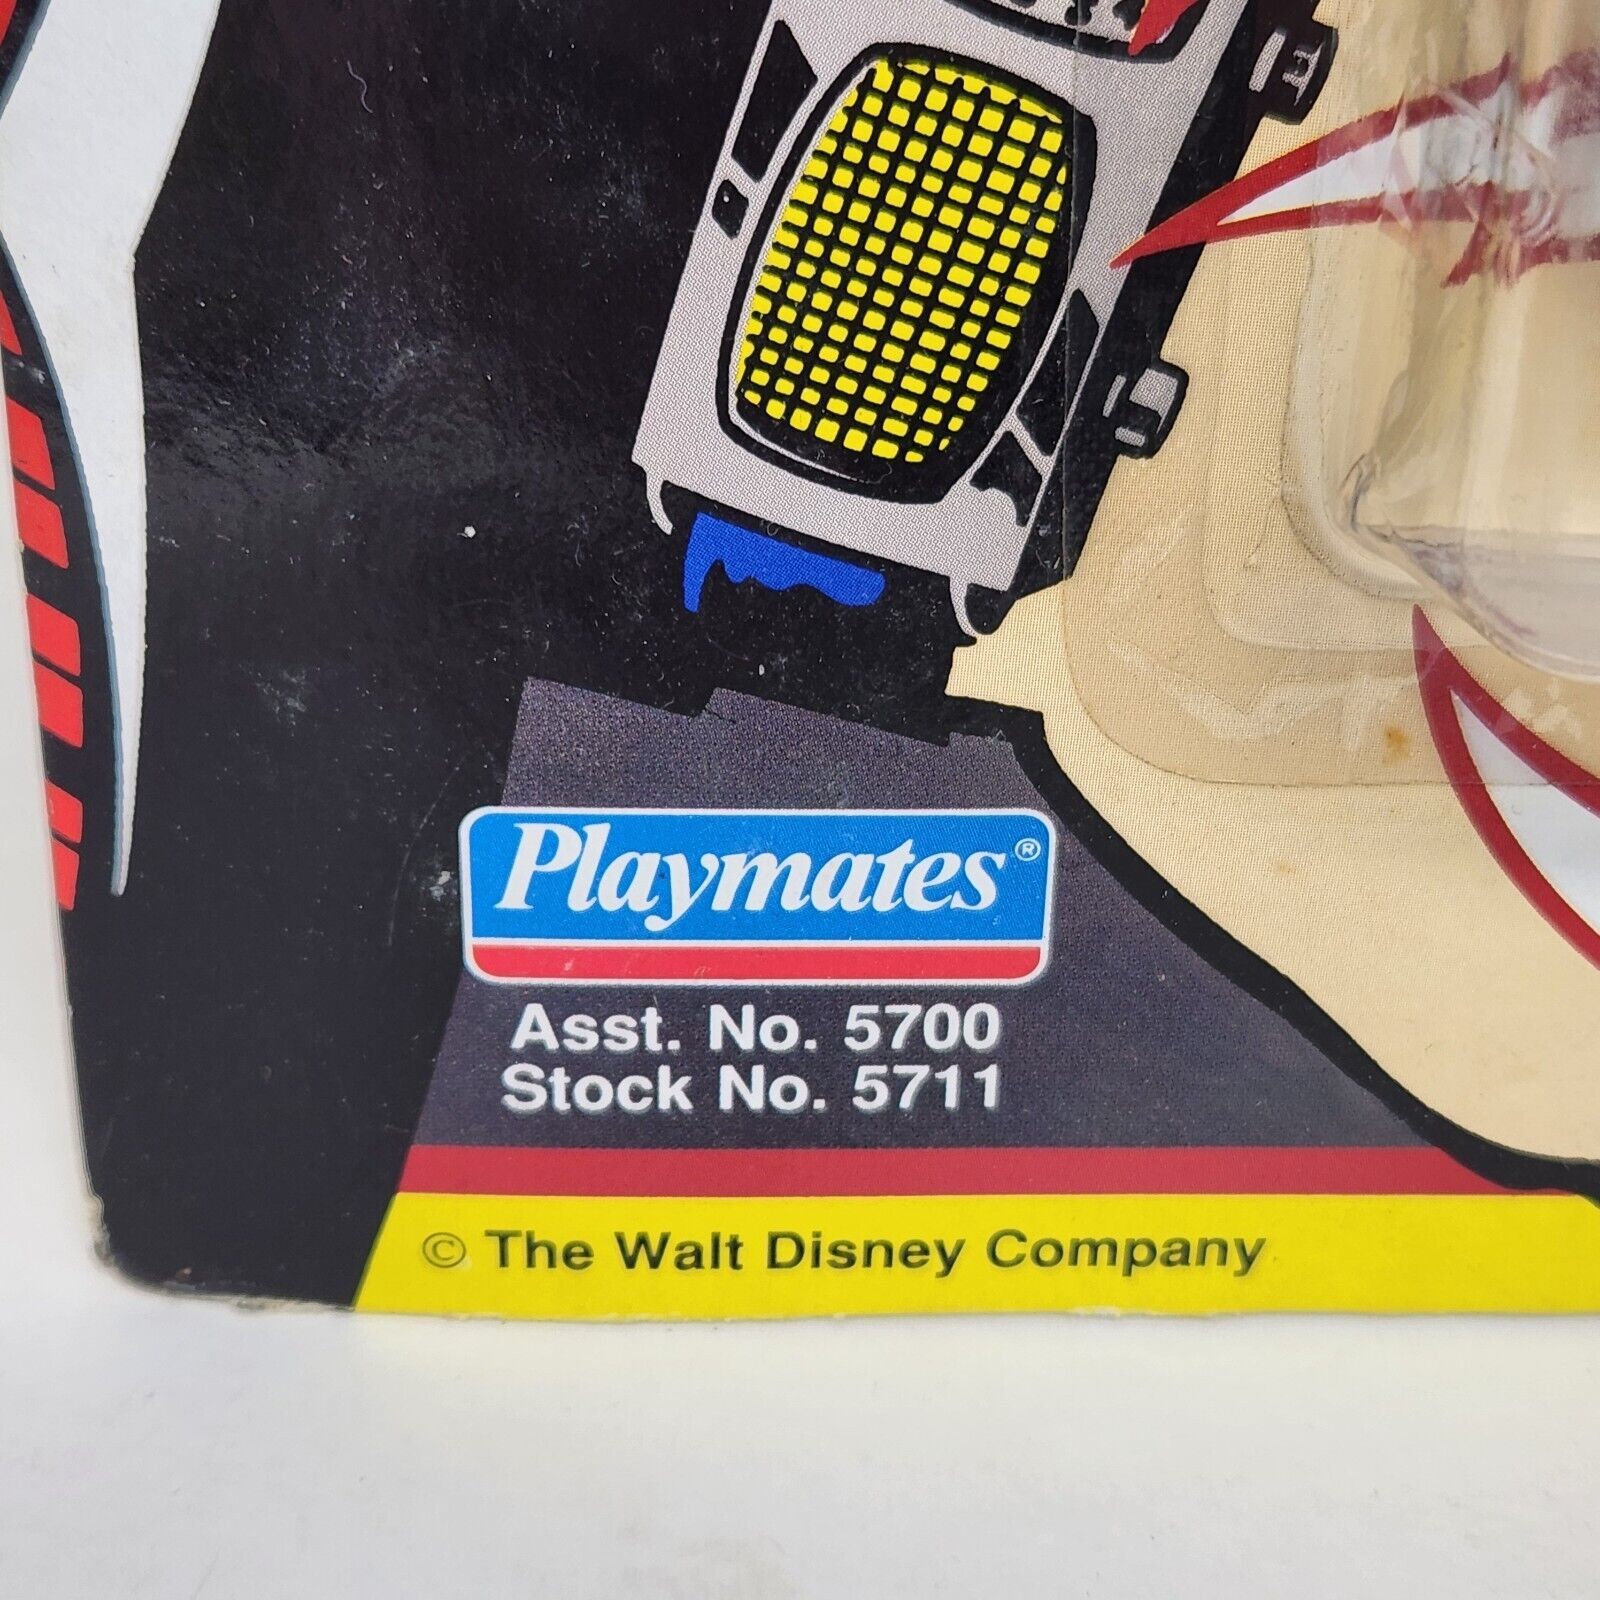 Playmates®
Asst. No. 5700
Stock No. 5711
© The Walt Disney Company